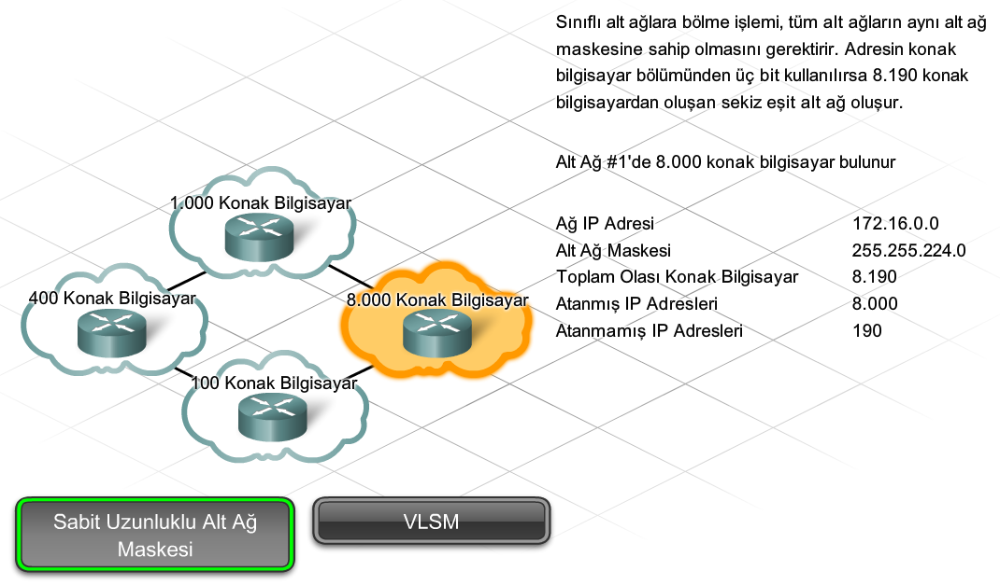 Sınıflı alt ağlara bölme işlemi, tüm alt ağların aynı alt ağ
maskesine sahip olmasını gerektirir. Adresin konak
bilgisayar bölümünden üç bit kullanılırsa 8.190 konak
bilgisayardan oluşan sekiz eşit alt ağ oluşur.
Alt Ağ #1'de 8.000 konak bilgisayar bulunur
Ağ IP Adresi 172.16.0.0
Alt Ağ Maskesi 255.255.224.0
Toplam Olası Konak Bilgisayar 8.190
Atanmış IP Adresleri 8.000
Atanmamış IP Adresleri 190
1.000 Konak Bilgisayar
400 Konak Bilgisayar
8.000 Konak Bilgisayar
100 Konak Bilgisayar
Sabit Uzunluklu Alt Ağ
Maskesi
VLSM